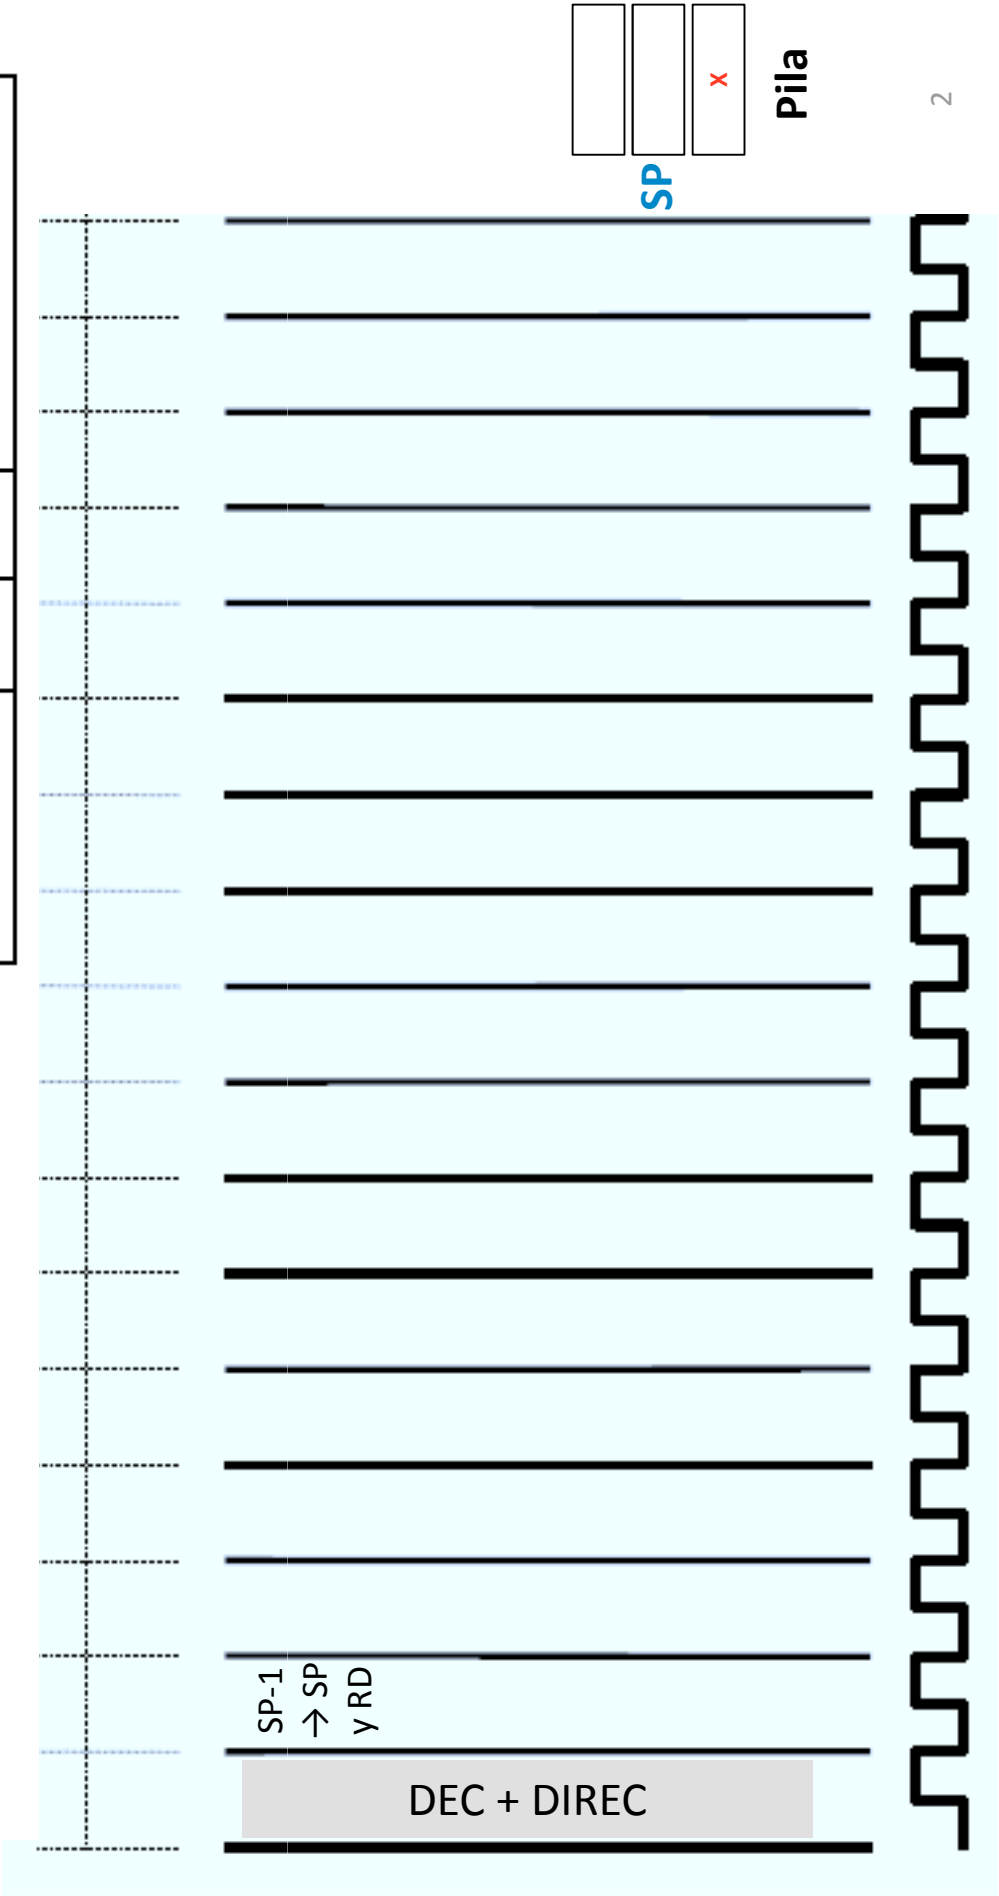 SP-1
→ SP
y RD
DEC + DIREC
SP
x
Pila
2